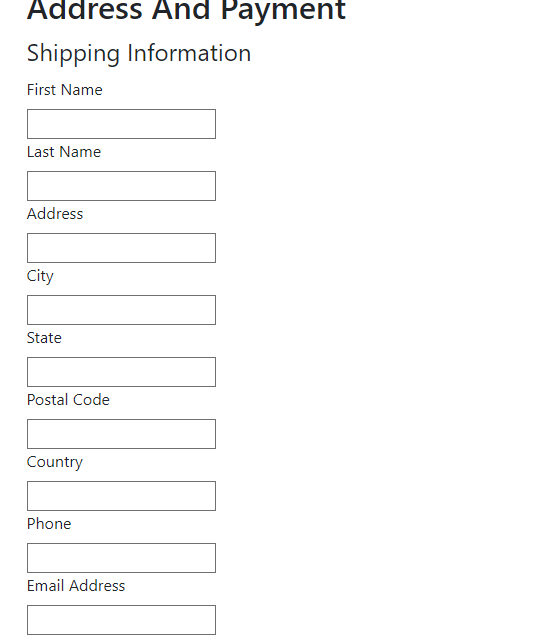 Address And Payment
Shipping Information
First Name
Last Name
Address
City
State
Postal Code
Country
Phone
Email Address